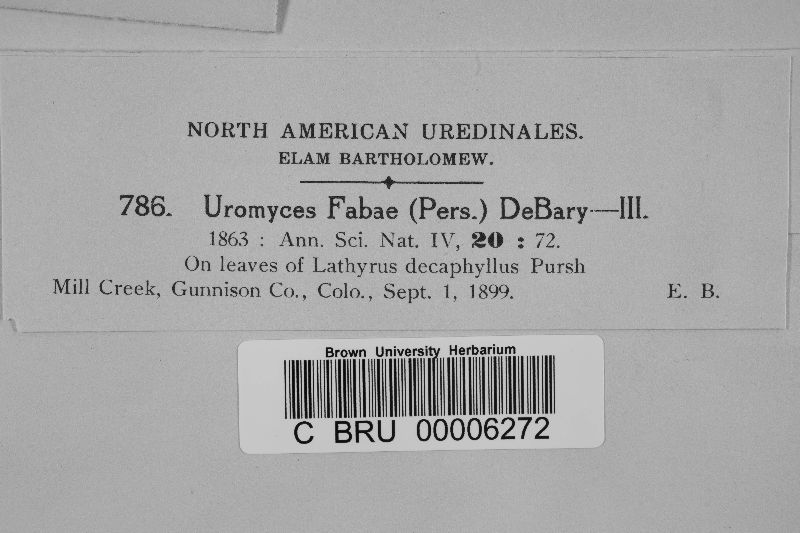 NORTH AMERICAN UREDINALES.
ELAM BARTHOLOMEW.
786. Uromyces Fabae (Pers.) DeBary—III.
1863 : Ann. Sci. Nat. IV, 20 : 72.
On leaves of Lathyrus decaphyllus Pursh
Mill Creek, Gunnison Co., Colo., Sept. 1, 1899. E. B.
Brown University Herbarium
C BRU 00006272